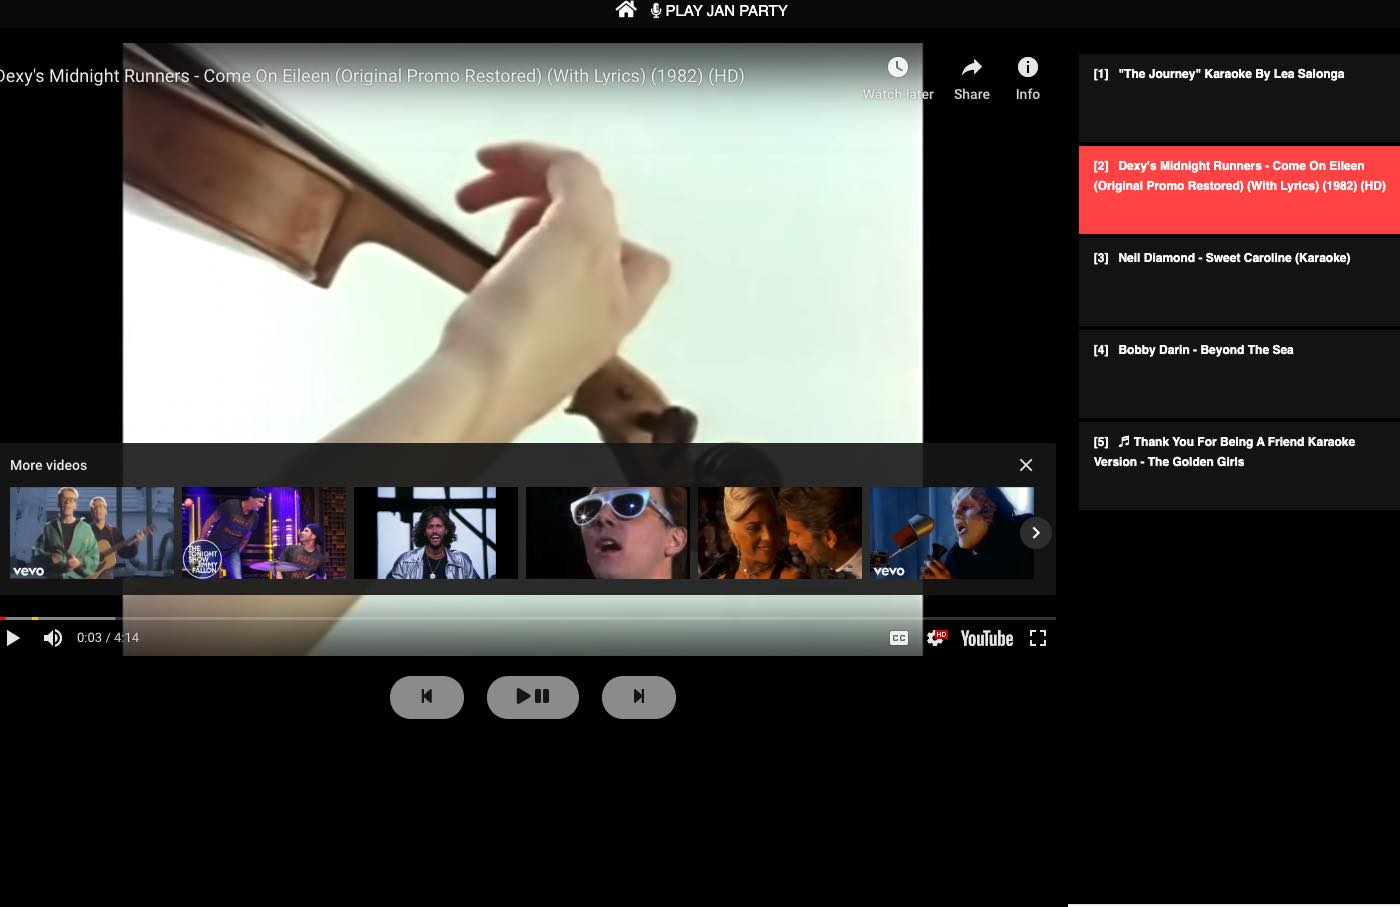 PLAY JAN PARTY
Dexy's Midnight Runners - Come On Eileen (Original Promo Restored) (With Lyrics) (1982) (HD)
Watch later
Share
Info
[1] "The Journey" Karaoke By Lea Salonga
[2] Dexy's Midnight Runners - Come On Eileen
(Original Promo Restored) (With Lyrics) (1982) (HD)
[3] Neil Diamond - Sweet Caroline (Karaoke)
[4] Bobby Darin - Beyond The Sea
[5] 🎵 Thank You For Being A Friend Karaoke
Version - The Golden Girls
More videos
vevo
THE
TONIGHT
SHOW
JIMMY
FALLON
vevo
0:03 / 4:14
CC
HD
YouTube